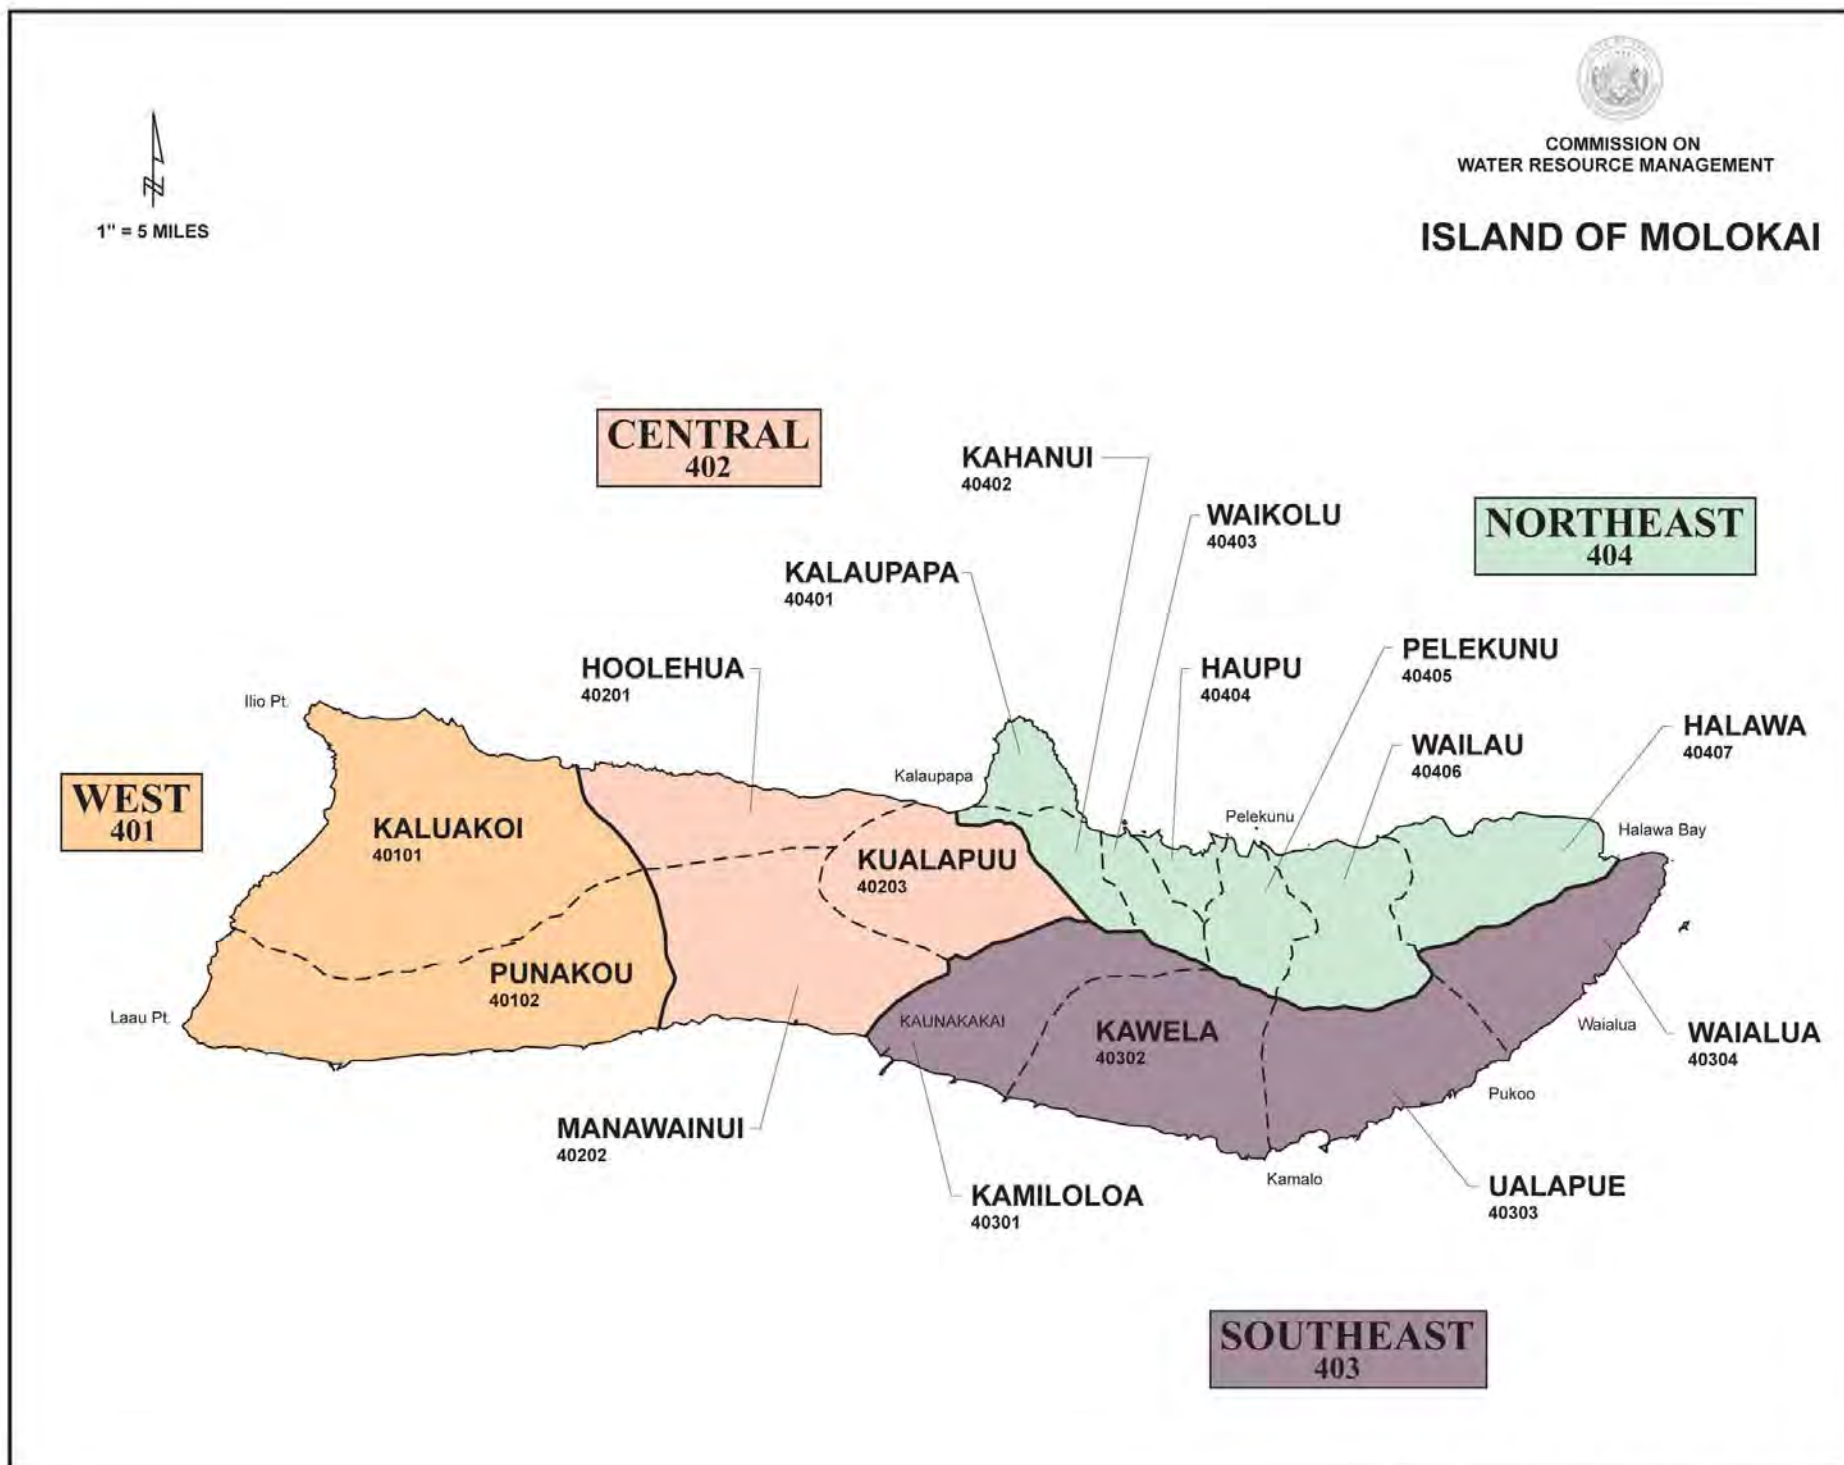 COMMISSION ON
WATER RESOURCE MANAGEMENT
1" = 5 MILES
ISLAND OF MOLOKAI
CENTRAL
402
KAHANUI
40402
WAIKOLU
40403
NORTHEAST
404
KALAUPAPA
40401
HOOLEHUA
40201
HAUPU
40404
PELEKUNU
40405
Ilio Pt.
HALAWA
40407
WAILAU
40406
Kalaupapa
WEST
401
Pelekunu
KALUAKOI
40101
Halawa Bay
KUALAPUU
40203
PUNAKOU
40102
Laau Pt.
KAUNAKAKAI
KAWELA
40302
Waialua
WAIALUA
40304
Pukoo
MANAWAINUI
40202
Kamalo
KAMILOLOA
40301
UALAPUE
40303
SOUTHEAST
403